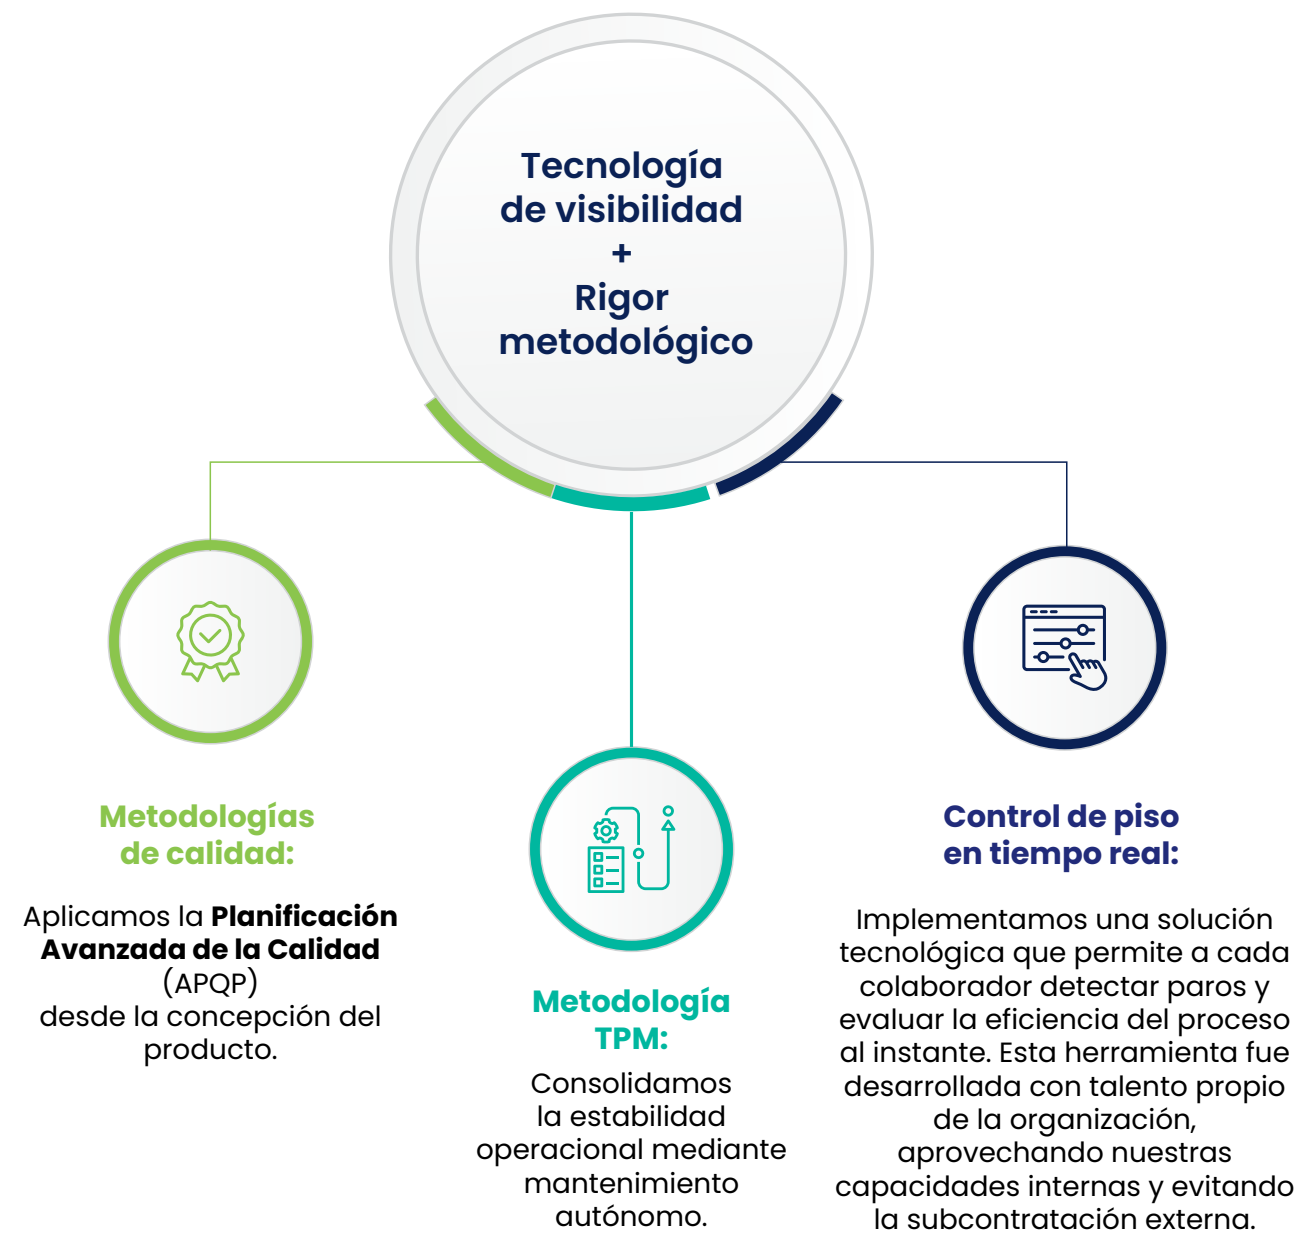 Tecnología
de visibilidad
+
Rigor
metodológico
Metodologías
de calidad:
Aplicamos la Planificación
Avanzada de la Calidad
(APQP)
desde la concepción del
producto.
Metodología
TPM:
Consolidamos
la estabilidad
operacional mediante
mantenimiento
autónomo.
Control de piso
en tiempo real:
Implementamos una solución
tecnológica que permite a cada
colaborador detectar paros y
evaluar la eficiencia del proceso
al instante. Esta herramienta fue
desarrollada con talento propio
de la organización,
aprovechando nuestras
capacidades internas y evitando
la subcontratación externa.